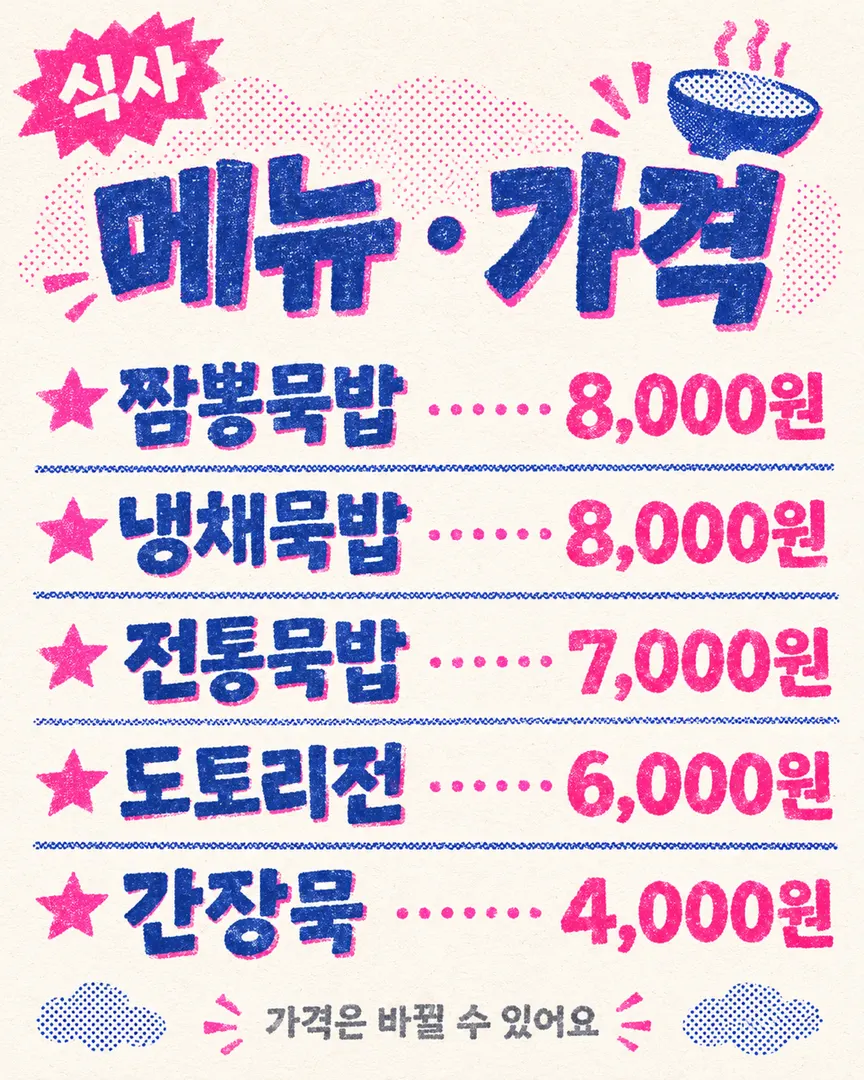 식사
메뉴·가격
짬뽕묵밥 ······ 8,000원
냉채묵밥 ······ 8,000원
전통묵밥 ······ 7,000원
도토리전 ······ 6,000원
간장묵 ······· 4,000원
가격은 바뀔 수 있어요